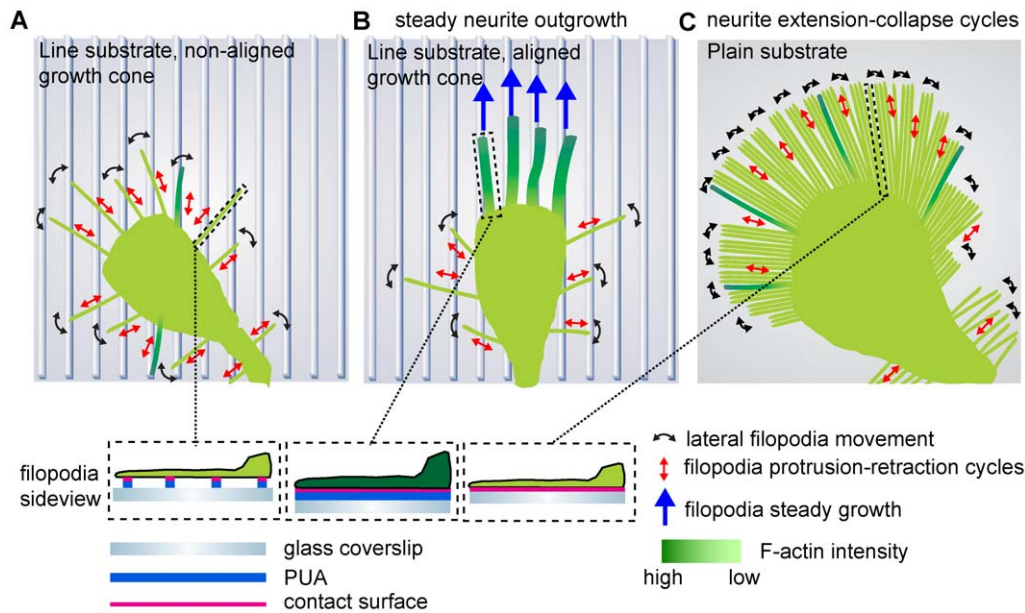 A
Line substrate, non-aligned
growth cone
B
steady neurite outgrowth
Line substrate, aligned
growth cone
C
neurite extension-collapse cycles
Plain substrate
filopodia
sideview
glass coverslip
PUA
contact surface
lateral filopodia movement
filopodia protrusion-retraction cycles
filopodia steady growth
F-actin intensity
high
low